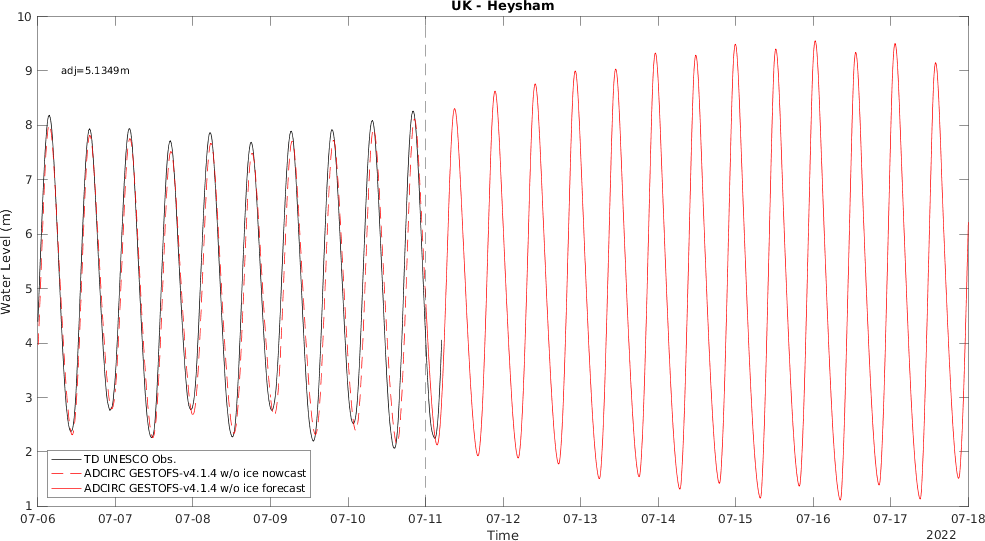 UK - Heysham
10
9
8
7
6
5
4
3
2
1
Water Level (m)
adj=5.1349m
TD UNESCO Obs.
ADCIRC GESTOFS-v4.1.4 w/o ice nowcast
ADCIRC GESTOFS-v4.1.4 w/o ice forecast
07-06 07-07 07-08 07-09 07-10 07-11 07-12 07-13 07-14 07-15 07-16 07-17 07-18
Time
2022